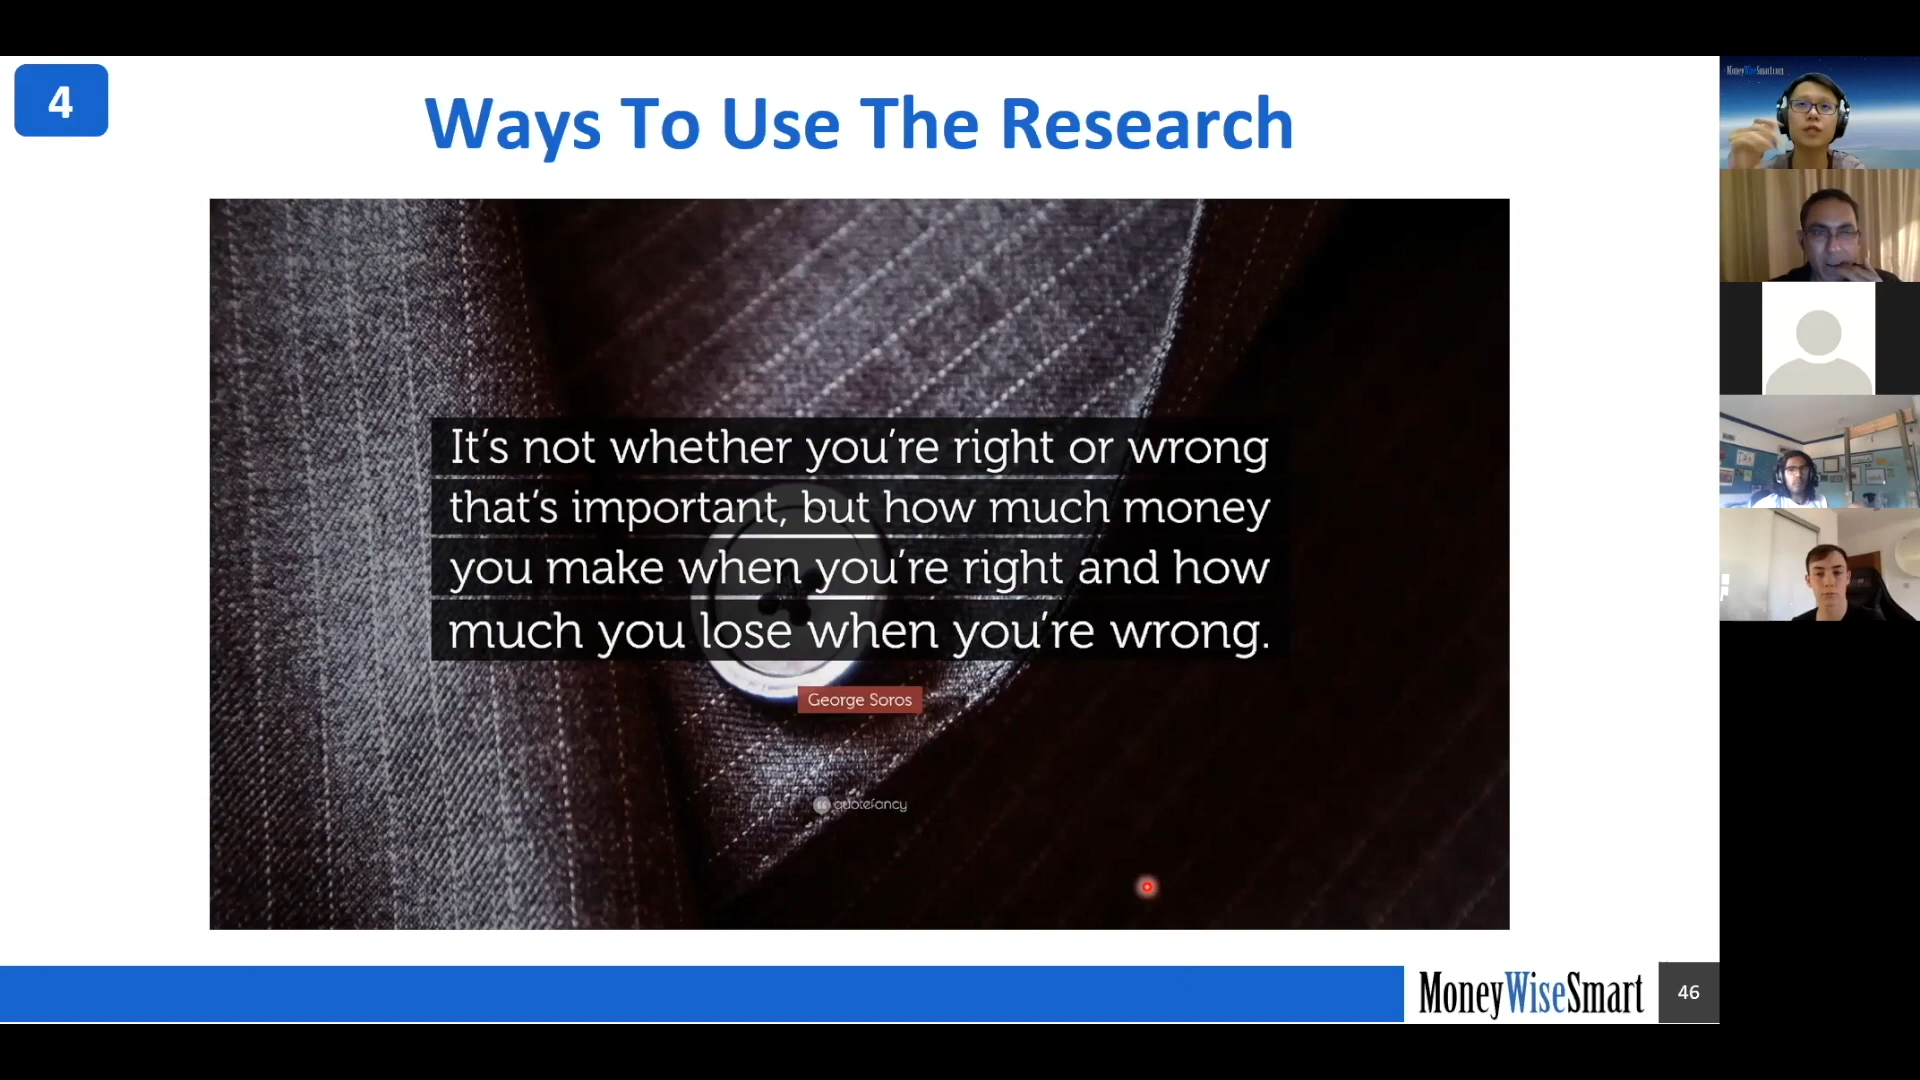 4
Ways To Use The Research
It’s not whether you’re right or wrong
that’s important, but how much money
you make when you’re right and how
much you lose when you’re wrong.
George Soros
quotefancy
MoneyWiseSmart
46
MoneyWiseSmart.com